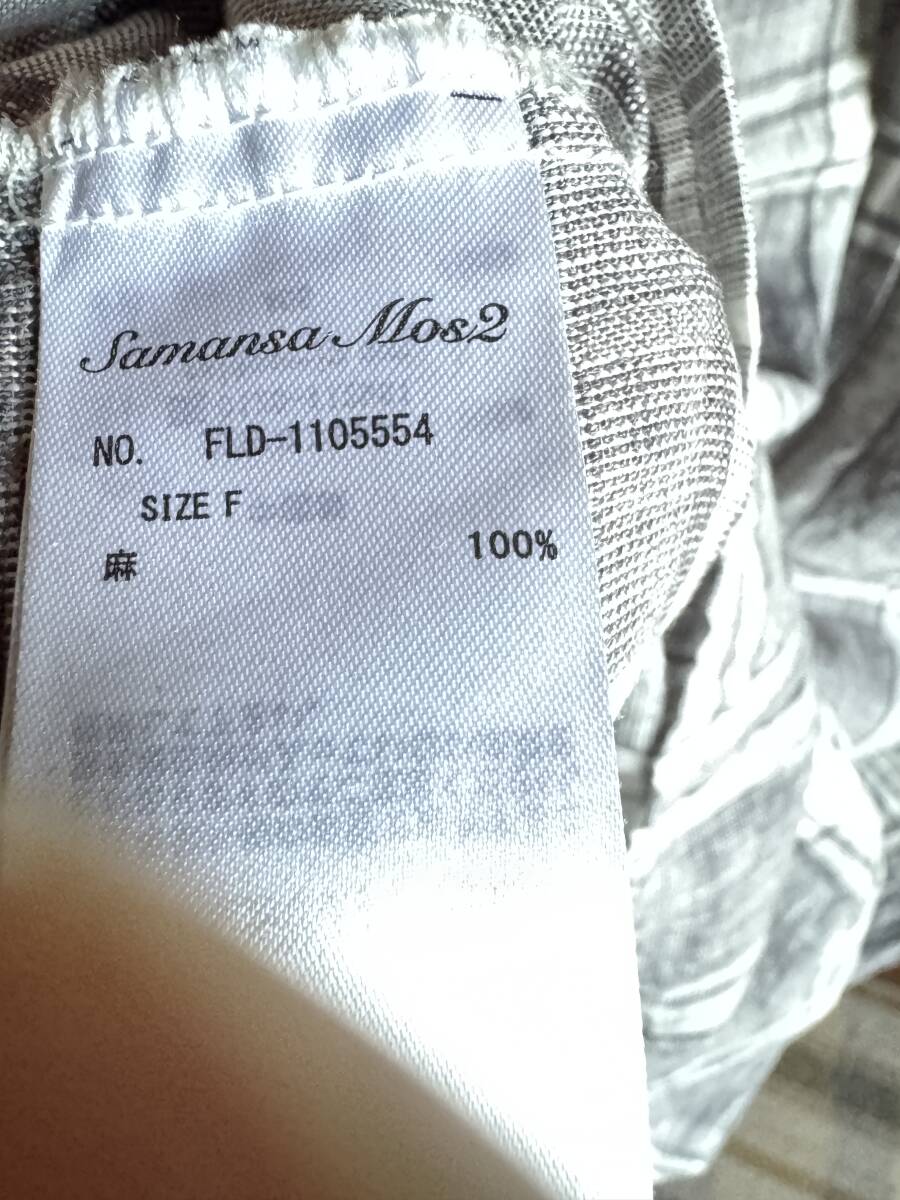 Samansa Mos2
NO. FLD-1105554
SIZE F
麻 100%